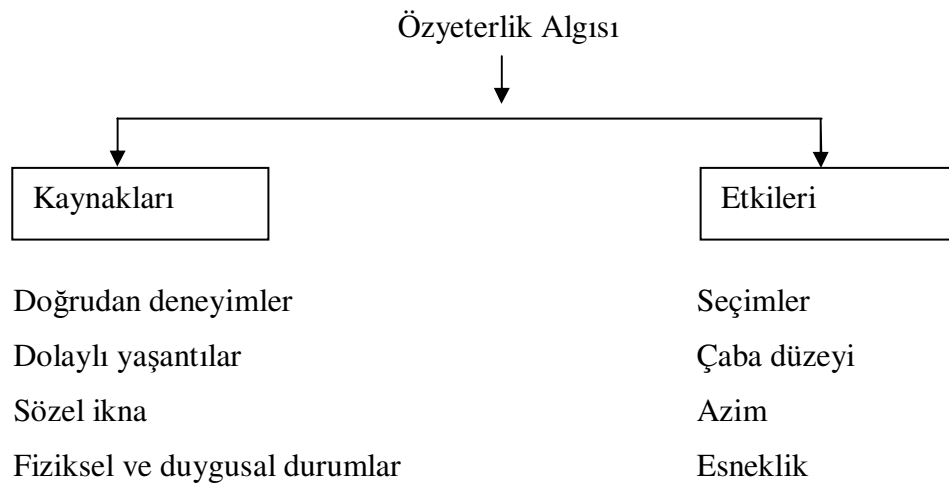 Özyeterlik Algısı
Kaynakları
Etkileri
Doğrudan deneyimler
Seçimler
Dolaylı yaşantılar
Çaba düzeyi
Sözel ikna
Azim
Fiziksel ve duygusal durumlar
Esneklik